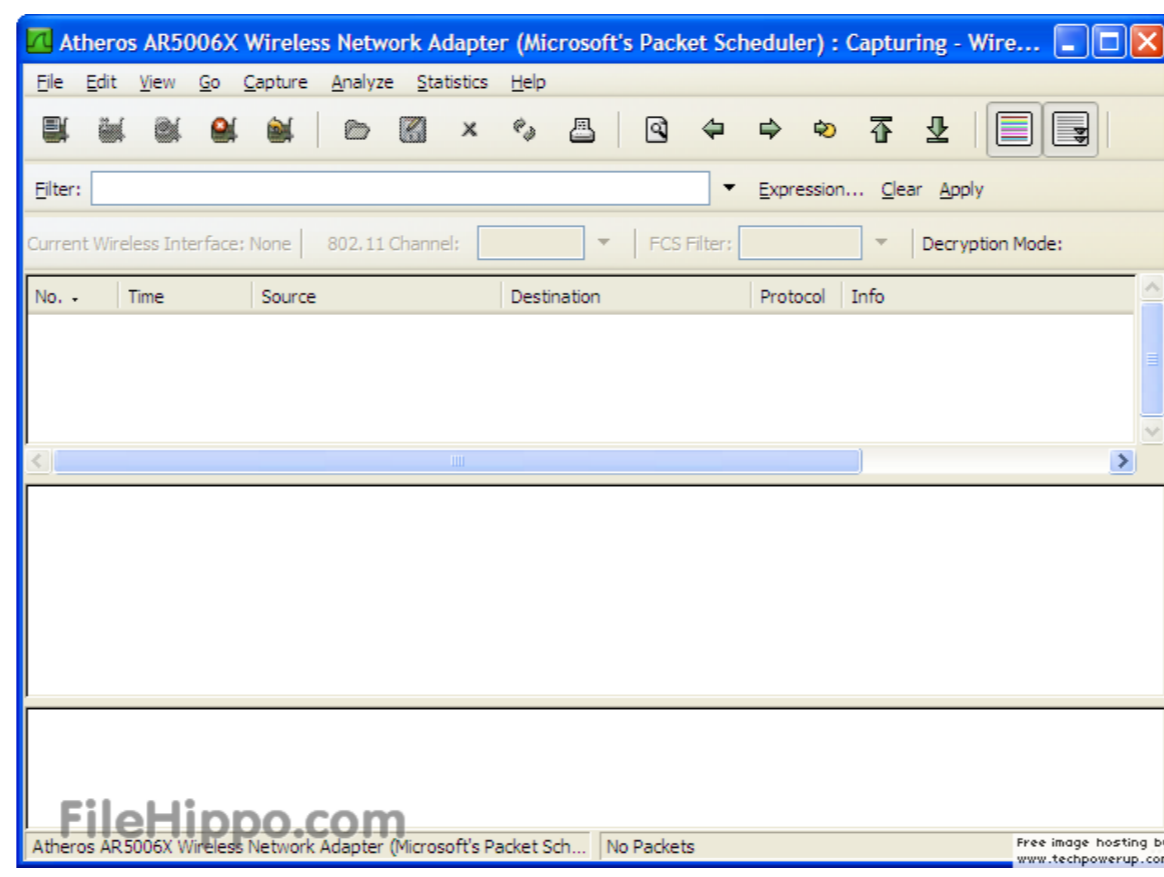 Atheros AR5006X Wireless Network Adapter (Microsoft's Packet Scheduler) : Capturing - Wire...
File Edit View Go Capture Analyze Statistics Help
Filter: Expression... Clear Apply
Current Wireless Interface: None 802.11 Channel: FCS Filter: Decryption Mode:
No. Time Source Destination Protocol Info
FileHippo.com
Atheros AR5006X Wireless Network Adapter (Microsoft's Packet Sch... No Packets
Free image hosting by
www.techpowerup.com